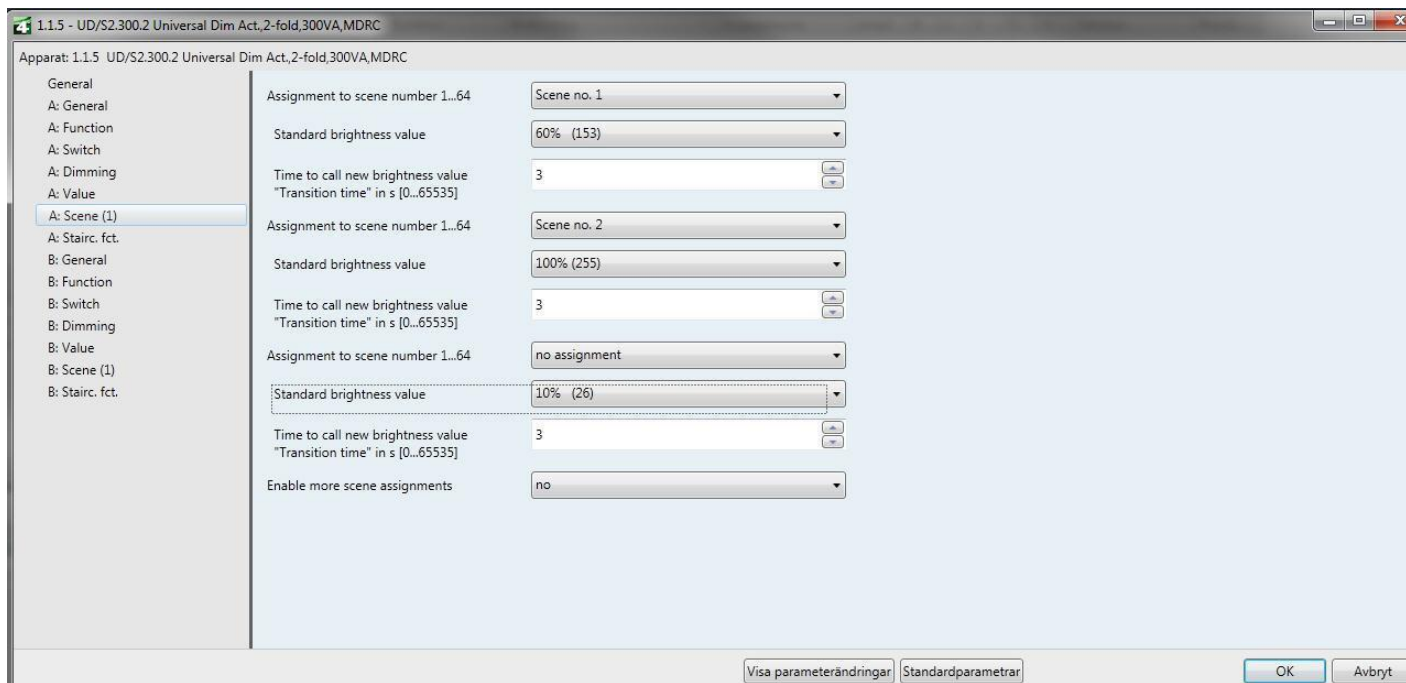 1.1.5 - UD/S2.300.2 Universal Dim Act.,2-fold,300VA,MDRC
Apparat: 1.1.5 UD/S2.300.2 Universal Dim Act.,2-fold,300VA,MDRC
General
A: General
A: Function
A: Switch
A: Dimming
A: Value
A: Scene (1)
A: Stairc. fct.
B: General
B: Function
B: Switch
B: Dimming
B: Value
B: Scene (1)
B: Stairc. fct.
Assignment to scene number 1...64
Scene no. 1
Standard brightness value
60% (153)
Time to call new brightness value
"Transition time" in s [0...65535]
3
Assignment to scene number 1...64
Scene no. 2
Standard brightness value
100% (255)
Time to call new brightness value
"Transition time" in s [0...65535]
3
Assignment to scene number 1...64
no assignment
Standard brightness value
10% (26)
Time to call new brightness value
"Transition time" in s [0...65535]
3
Enable more scene assignments
no
Visa parameterändringar
Standardparametrar
OK
Avbryt